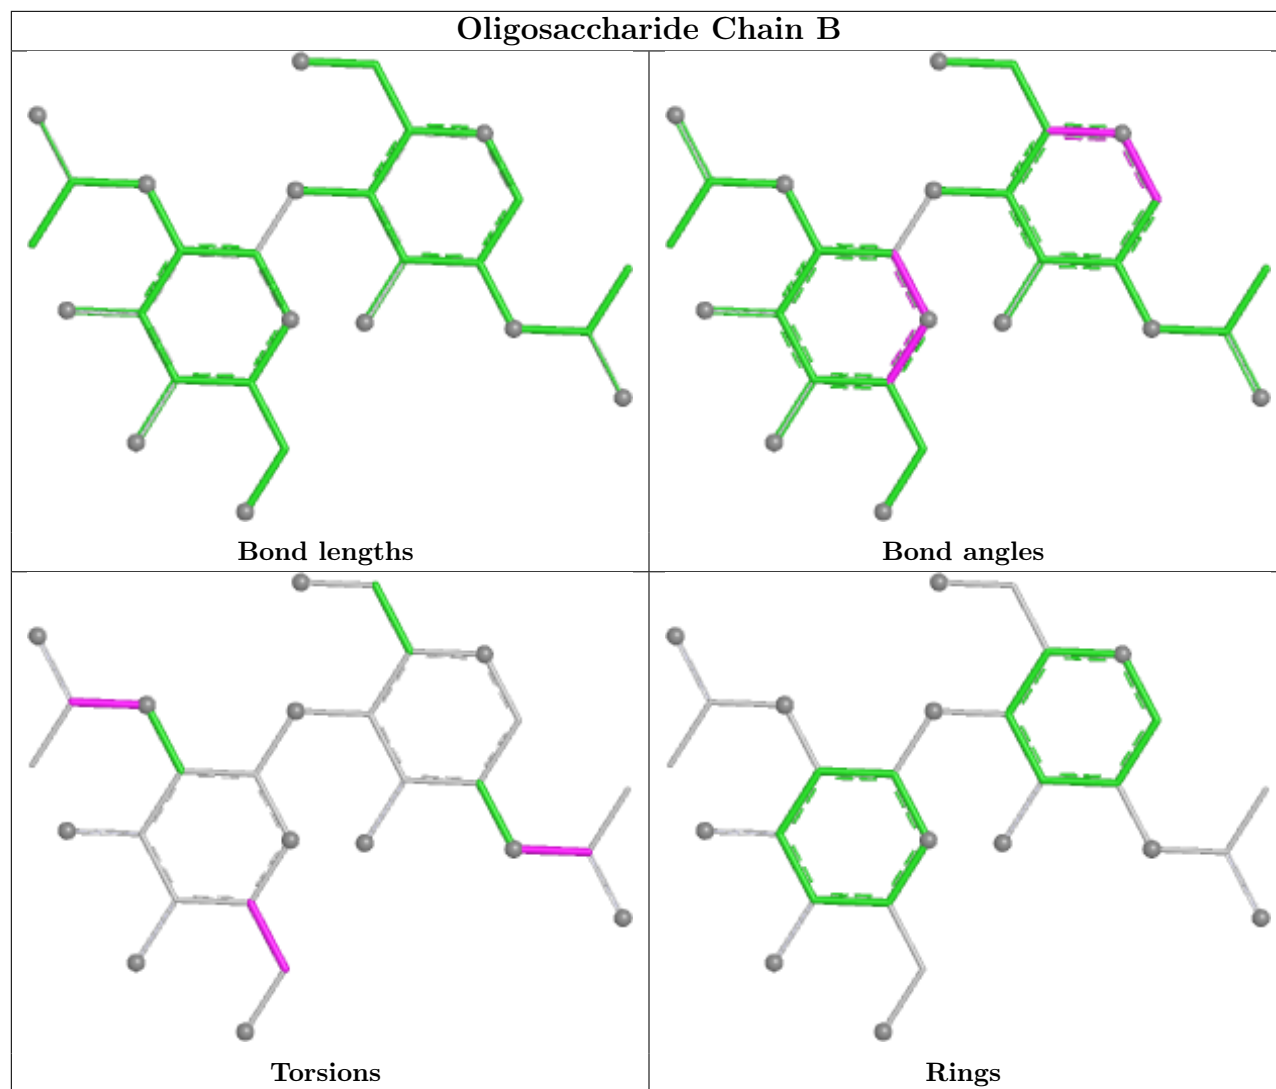 Oligosaccharide Chain B
Bond lengths
Bond angles
Torsions
Rings